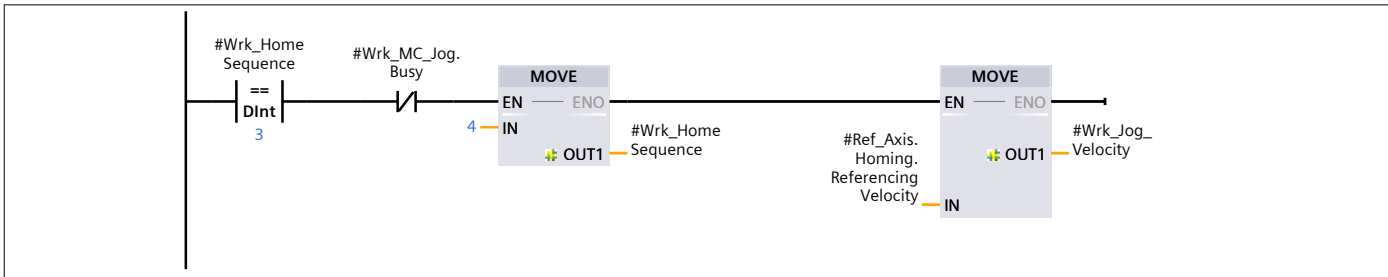 #Wrk_Home
Sequence
==
DInt
3
#Wrk_MC_Jog.
Busy
MOVE
EN
ENO
4
IN
OUT1
#Wrk_Home
Sequence
MOVE
EN
ENO
#Ref_Axis.
Homing.
Referencing
Velocity
IN
OUT1
#Wrk_Jog_
Velocity